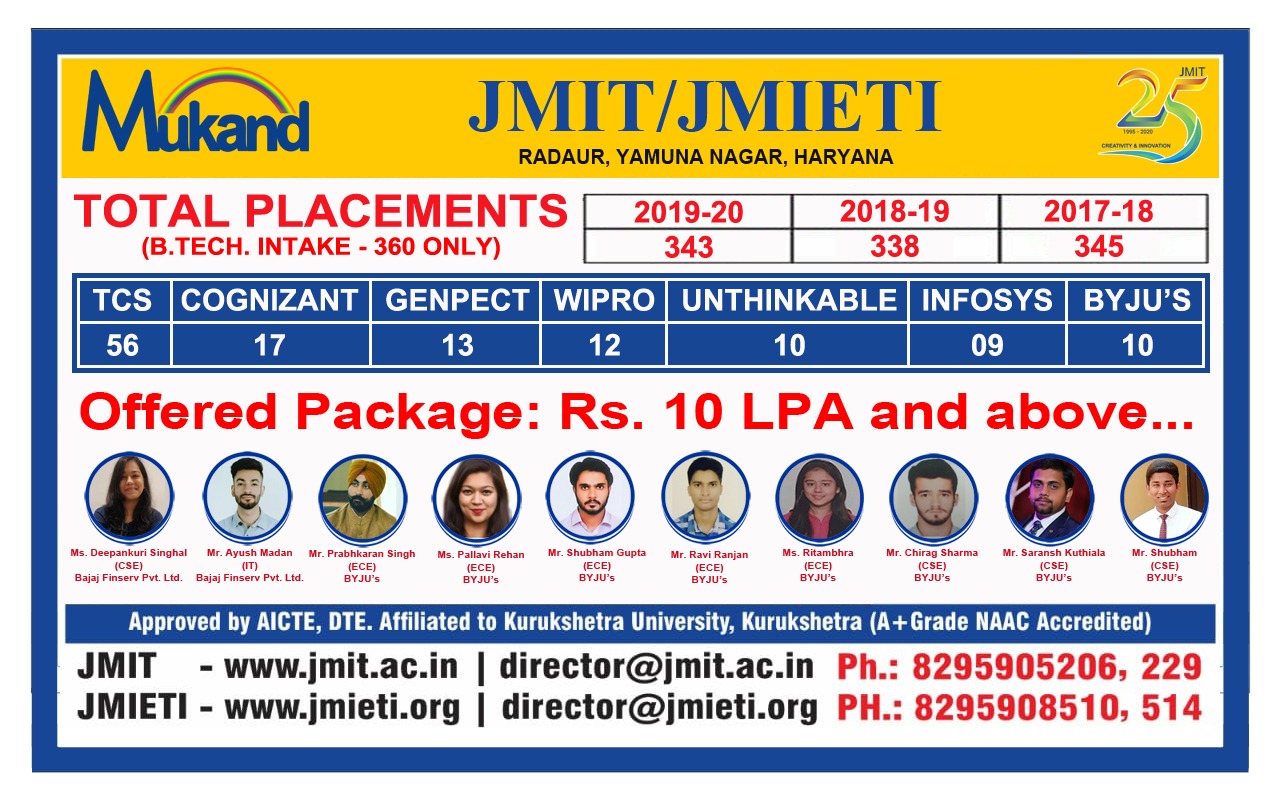 Mukand
JMIT/JMIETI
RADAUR, YAMUNA NAGAR, HARYANA
JMIT
25
1995 - 2020
CREATIVITY & INNOVATION
TOTAL PLACEMENTS
(B.TECH. INTAKE - 360 ONLY)
2019-20 2018-19 2017-18
343 338 345
TCS COGNIZANT GENPECT WIPRO UNTHINKABLE INFOSYS BYJU'S
56 17 13 12 10 09 10
Offered Package: Rs. 10 LPA and above...
Ms. Deepankuri Singhal Mr. Ayush Madan Mr. Prabhkaran Singh Ms. Pallavi Rehan Mr. Shubham Gupta Mr. Ravi Ranjan Ms. Ritambhra Mr. Chirag Sharma Mr. Saransh Kuthiala Mr. Shubham
(CSE) (IT) (ECE) (ECE) (ECE) (ECE) (ECE) (CSE) (CSE) (CSE)
Bajaj Finserv Pvt. Ltd. Bajaj Finserv Pvt. Ltd. BYJU's BYJU's BYJU's BYJU's BYJU's BYJU's BYJU's BYJU's
Approved by AICTE, DTE. Affiliated to Kurukshetra University, Kurukshetra (A+Grade NAAC Accredited)
JMIT - www.jmit.ac.in | director@jmit.ac.in Ph.: 8295905206, 229
JMIETI - www.jmieti.org | director@jmieti.org PH.: 8295908510, 514